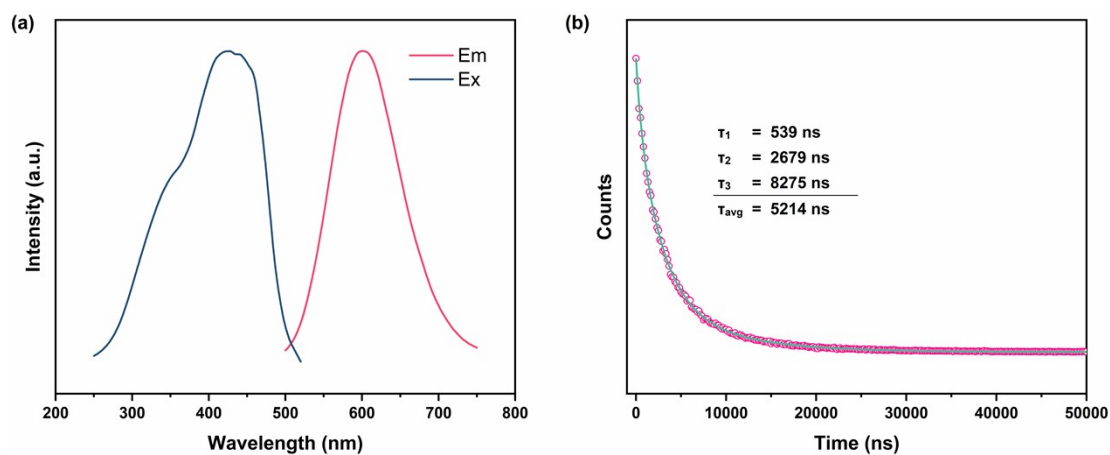 (a)
Em
Ex
Intensity (a.u.)
200 300 400 500 600 700 800
Wavelength (nm)
(b)
τ₁ = 539 ns
τ₂ = 2679 ns
τ₃ = 8275 ns
τavg = 5214 ns
Counts
0 10000 20000 30000 40000 50000
Time (ns)